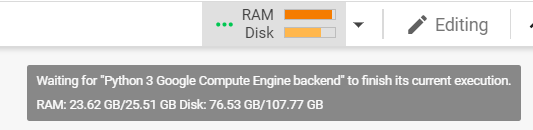 RAM
Disk
Editing
Waiting for "Python 3 Google Compute Engine backend" to finish its current execution.
RAM: 23.62 GB/25.51 GB Disk: 76.53 GB/107.77 GB